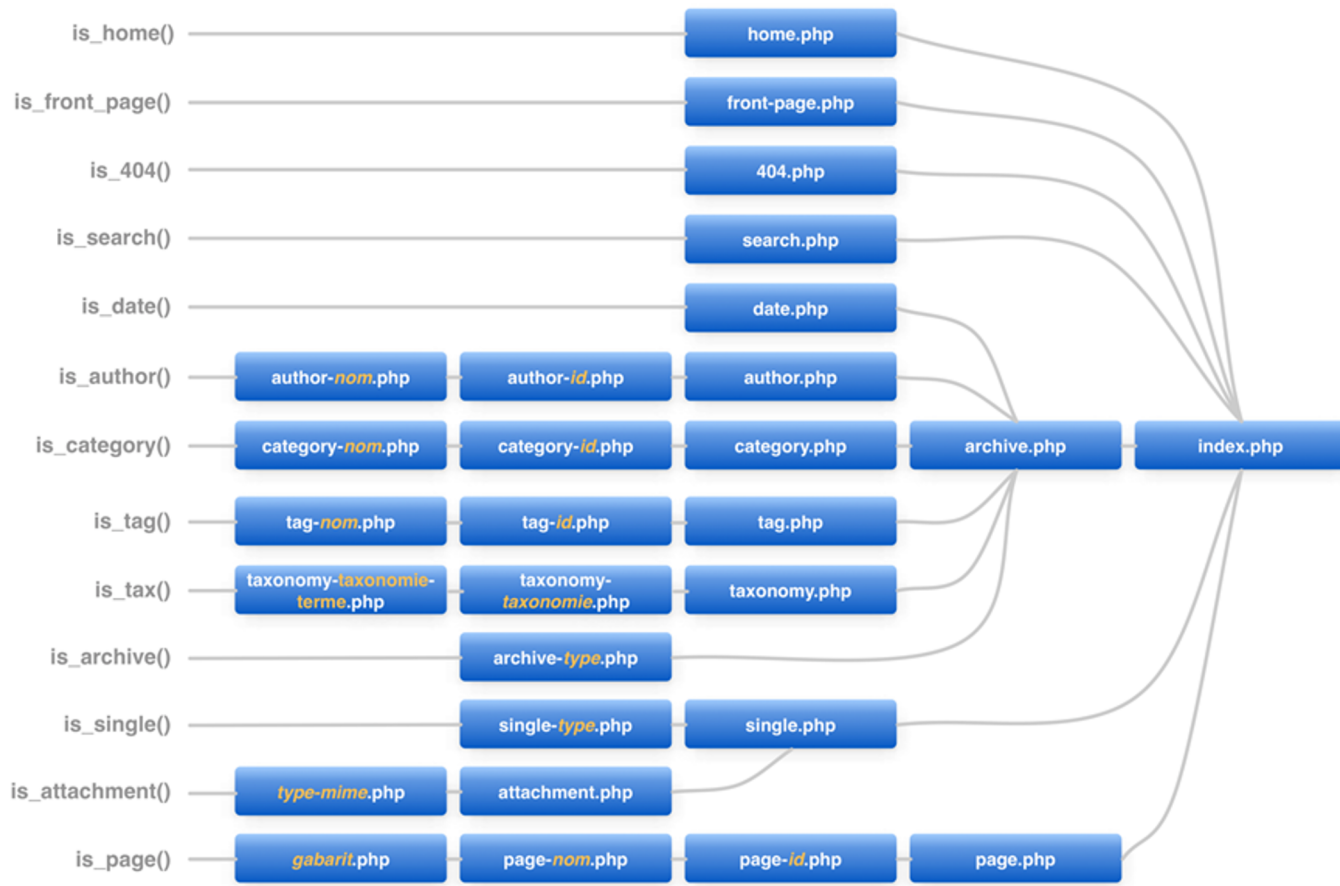 is_home()
home.php
is_front_page()
front-page.php
is_404()
404.php
is_search()
search.php
is_date()
date.php
is_author()
author-nom.php
author-id.php
author.php
is_category()
category-nom.php
category-id.php
category.php
archive.php
index.php
is_tag()
tag-nom.php
tag-id.php
tag.php
is_tax()
taxonomy-taxonomie-
terme.php
taxonomy-
taxonomie.php
taxonomy.php
is_archive()
archive-type.php
is_single()
single-type.php
single.php
is_attachment()
type-mime.php
attachment.php
is_page()
gabarit.php
page-nom.php
page-id.php
page.php